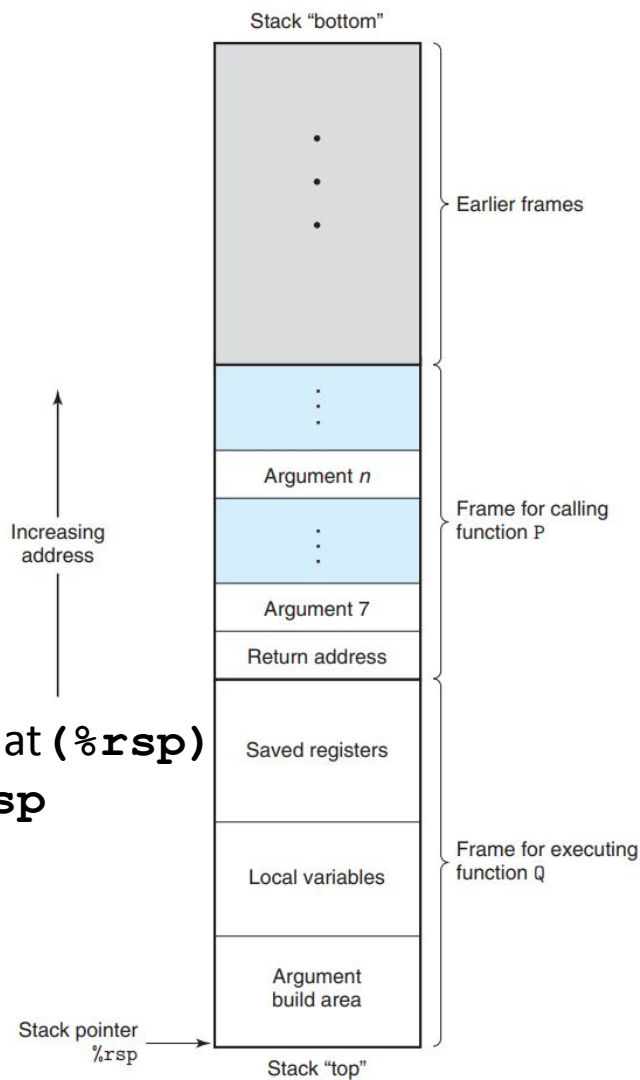 Stack “bottom”
Earlier frames
Argument n
Increasing
address
Frame for calling
function P
Argument 7
Return address
at (%rsp)
sp
Saved registers
Local variables
Frame for executing
function Q
Argument
build area
Stack pointer
%rsp
Stack “top”